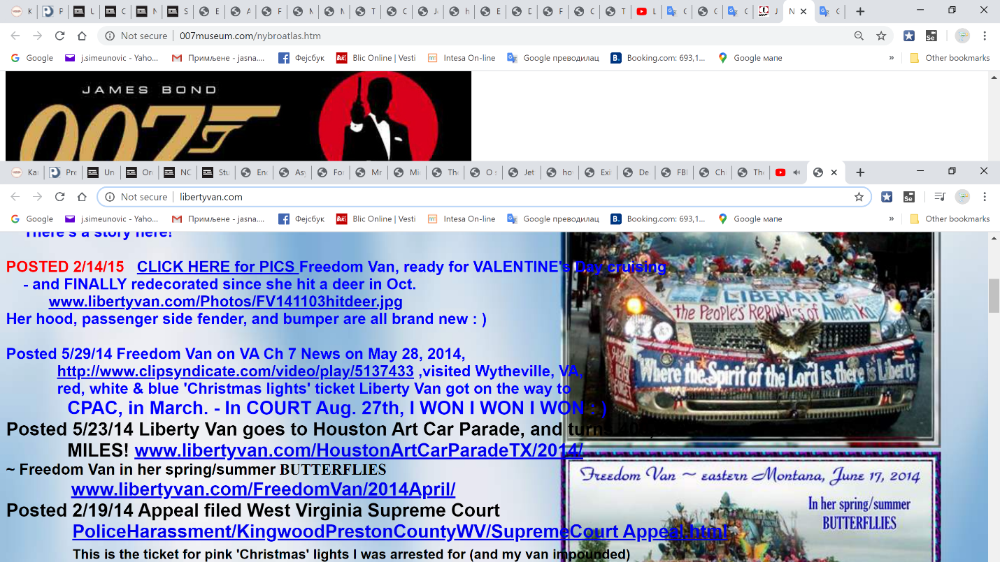 K P U C N S E A F M M T C Je h E D F C T L C C C J N C
Not secure 007museum.com/nybroatlas.htm
Google j.simeunovic - Yaho... Примљене - jasna.... Фејсбук Blic Online | Vesti Intesa On-line Google преводилац Booking.com: 693,1... Google мапе » Other bookmarks
JAMES BOND
007
Ka Pre Un Ore NC Stu Enc Asy For Mr Mi The O s Jet ho Exi De FBI Ch The
Not secure libertyvan.com
Google j.simeunovic - Yaho... Примљене - jasna.... Фејсбук Blic Online | Vesti Intesa On-line Google преводилац Booking.com: 693,1... Google мапе » Other bookmarks
There's a story here!
POSTED 2/14/15 CLICK HERE for PICS Freedom Van, ready for VALENTINE's Day cruising
- and FINALLY redecorated since she hit a deer in Oct.
www.libertyvan.com/Photos/FV141103hitdeer.jpg
Her hood, passenger side fender, and bumper are all brand new : )
LIBERATE
the Peoples' Republics of AmeriKa
Where the Spirit of the Lord is, there is Liberty.
Posted 5/29/14 Freedom Van on VA Ch 7 News on May 28, 2014,
http://www.clipsyndicate.com/video/play/5137433 ,visited Wytheville, VA,
red, white & blue 'Christmas lights' ticket Liberty Van got on the way to
CPAC, in March. - In COURT Aug. 27th, I WON I WON I WON : )
Posted 5/23/14 Liberty Van goes to Houston Art Car Parade, and turns
MILES! www.libertyvan.com/HoustonArtCarParadeTX/2014/
~ Freedom Van in her spring/summer BUTTERFLIES
www.libertyvan.com/FreedomVan/2014April/
Posted 2/19/14 Appeal filed West Virginia Supreme Court
PoliceHarassment/KingwoodPrestonCountyWV/SupremeCourt Appeal.html
This is the ticket for pink 'Christmas' lights I was arrested for (and my van impounded)
Freedom Van ~ eastern Montana, June 17, 2014
In her spring/summer
BUTTERFLLIES